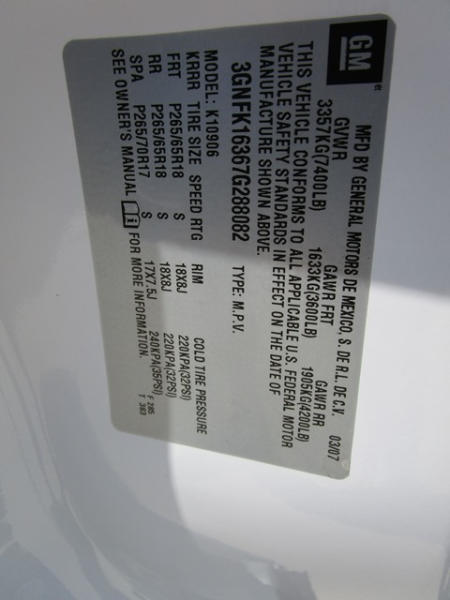 GM
MFD BY GENERAL MOTORS DE MEXICO, S. DE R.L. DE C.V. 03/07
GVWR GAWR FRT GAWR RR
3357KG(7400LB) 1633KG(3600LB) 1905KG(4200LB)
THIS VEHICLE CONFORMS TO ALL APPLICABLE U.S. FEDERAL MOTOR
VEHICLE SAFETY STANDARDS IN EFFECT ON THE DATE OF
MANUFACTURE SHOWN ABOVE.
3GNFK16367G288082 TYPE: M.P.V.
MODEL: K10906
KRRR TIRE SIZE SPEED RTG RIM COLD TIRE PRESSURE
FRT P265/65R18 S 18X8J 220KPA(32PSI)
RR P265/65R18 S 18X8J 220KPA(32PSI)
SPA P265/70R17 S 17X7.5J 240KPA(35PSI)
SEE OWNER'S MANUAL FOR MORE INFORMATION.